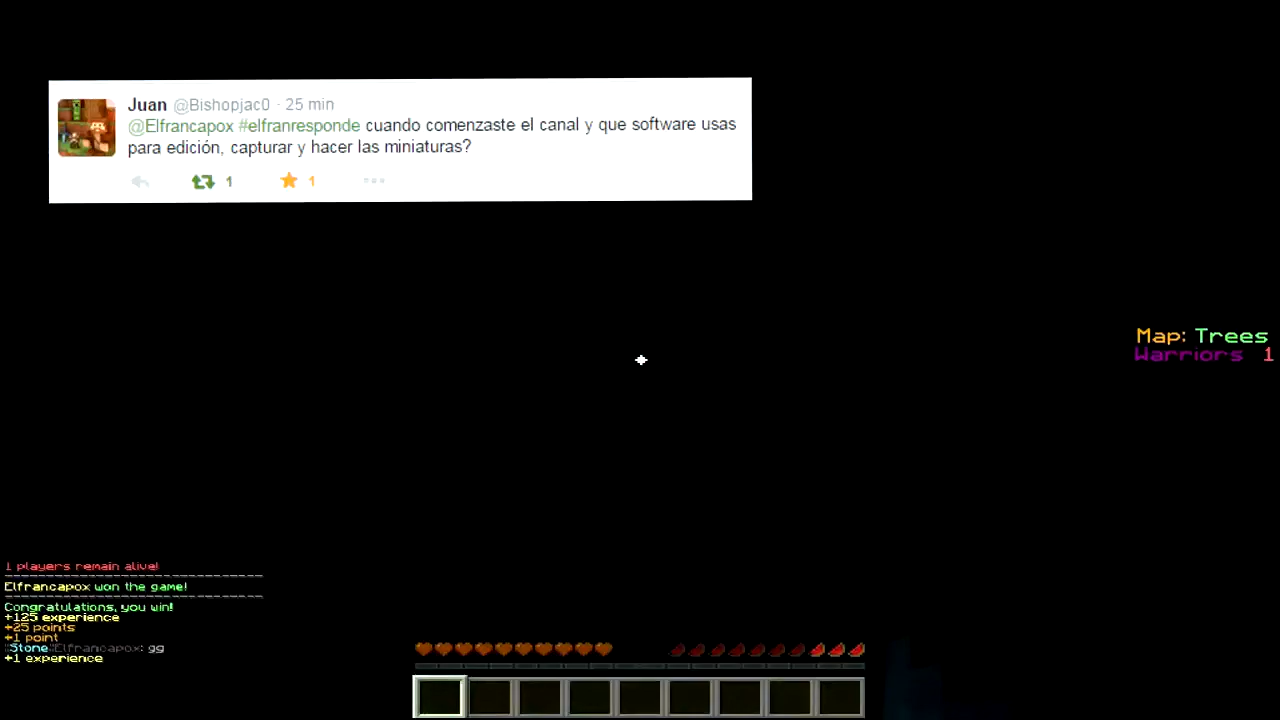 Juan @Bishopjac0 · 25 min
@Elfrancapox #elfranresponde cuando comenzaste el canal y que software usas
para edición, capturar y hacer las miniaturas?
1 1
Map: Trees
Warriors 1
1 players remain alive!
Elfrancapox won the game!
Congratulations, you win!
+125 experience
+25 points
+1 point
Stone Elfrancapox: gg
+1 experience